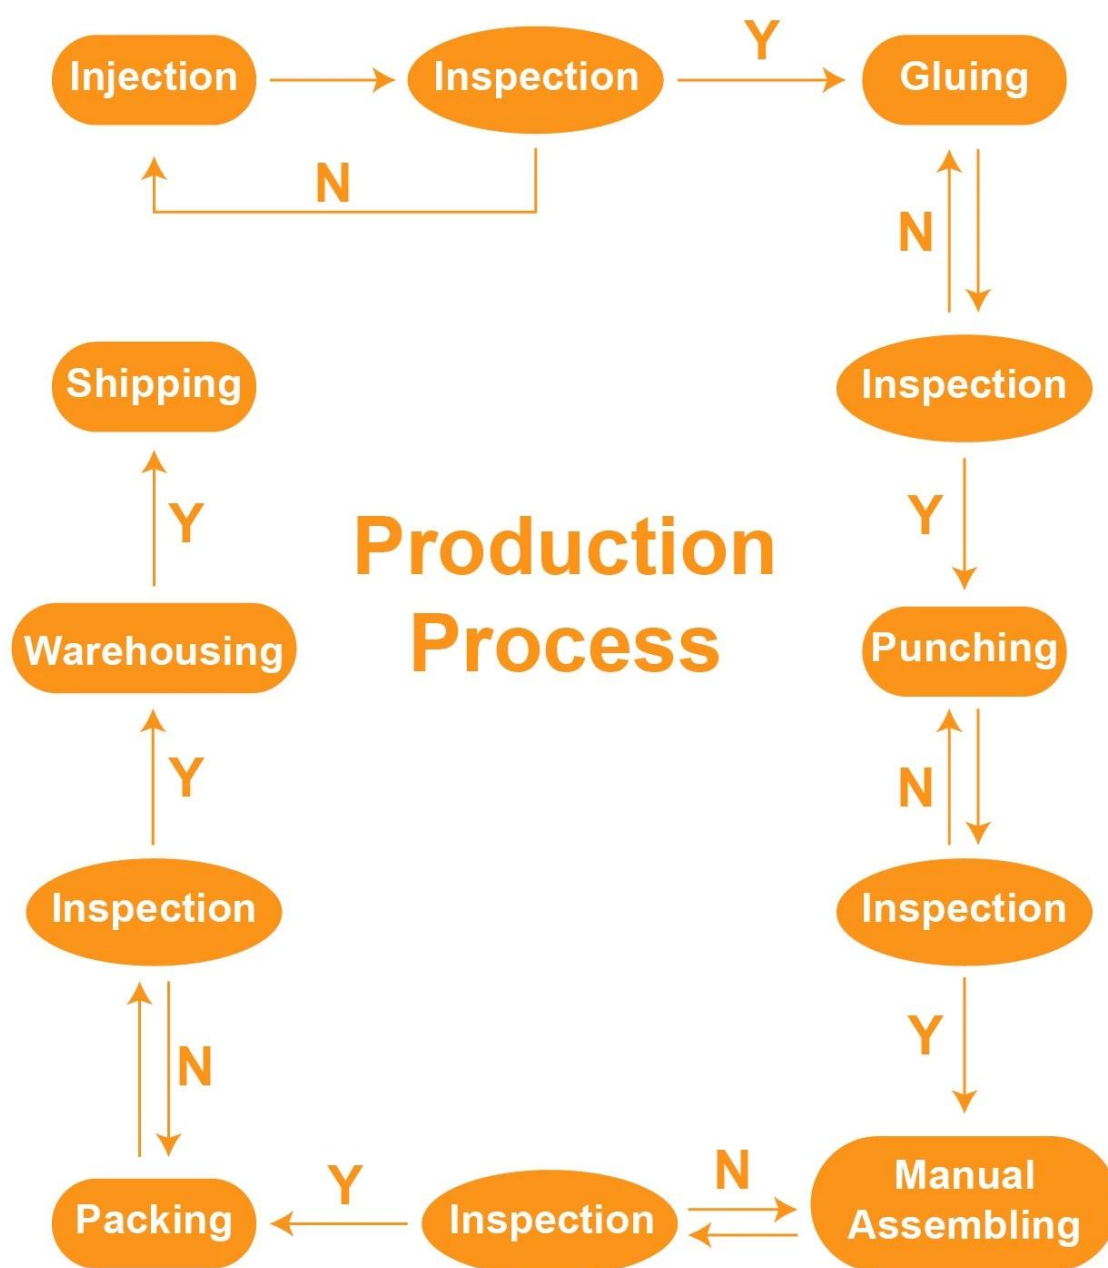 Injection
Inspection
Y
Gluing
N
N
Inspection
Shipping
Y
Y
Production
Process
Warehousing
Punching
Y
N
Inspection
Inspection
Y
N
Y
N
Packing
Inspection
Manual
Assembling